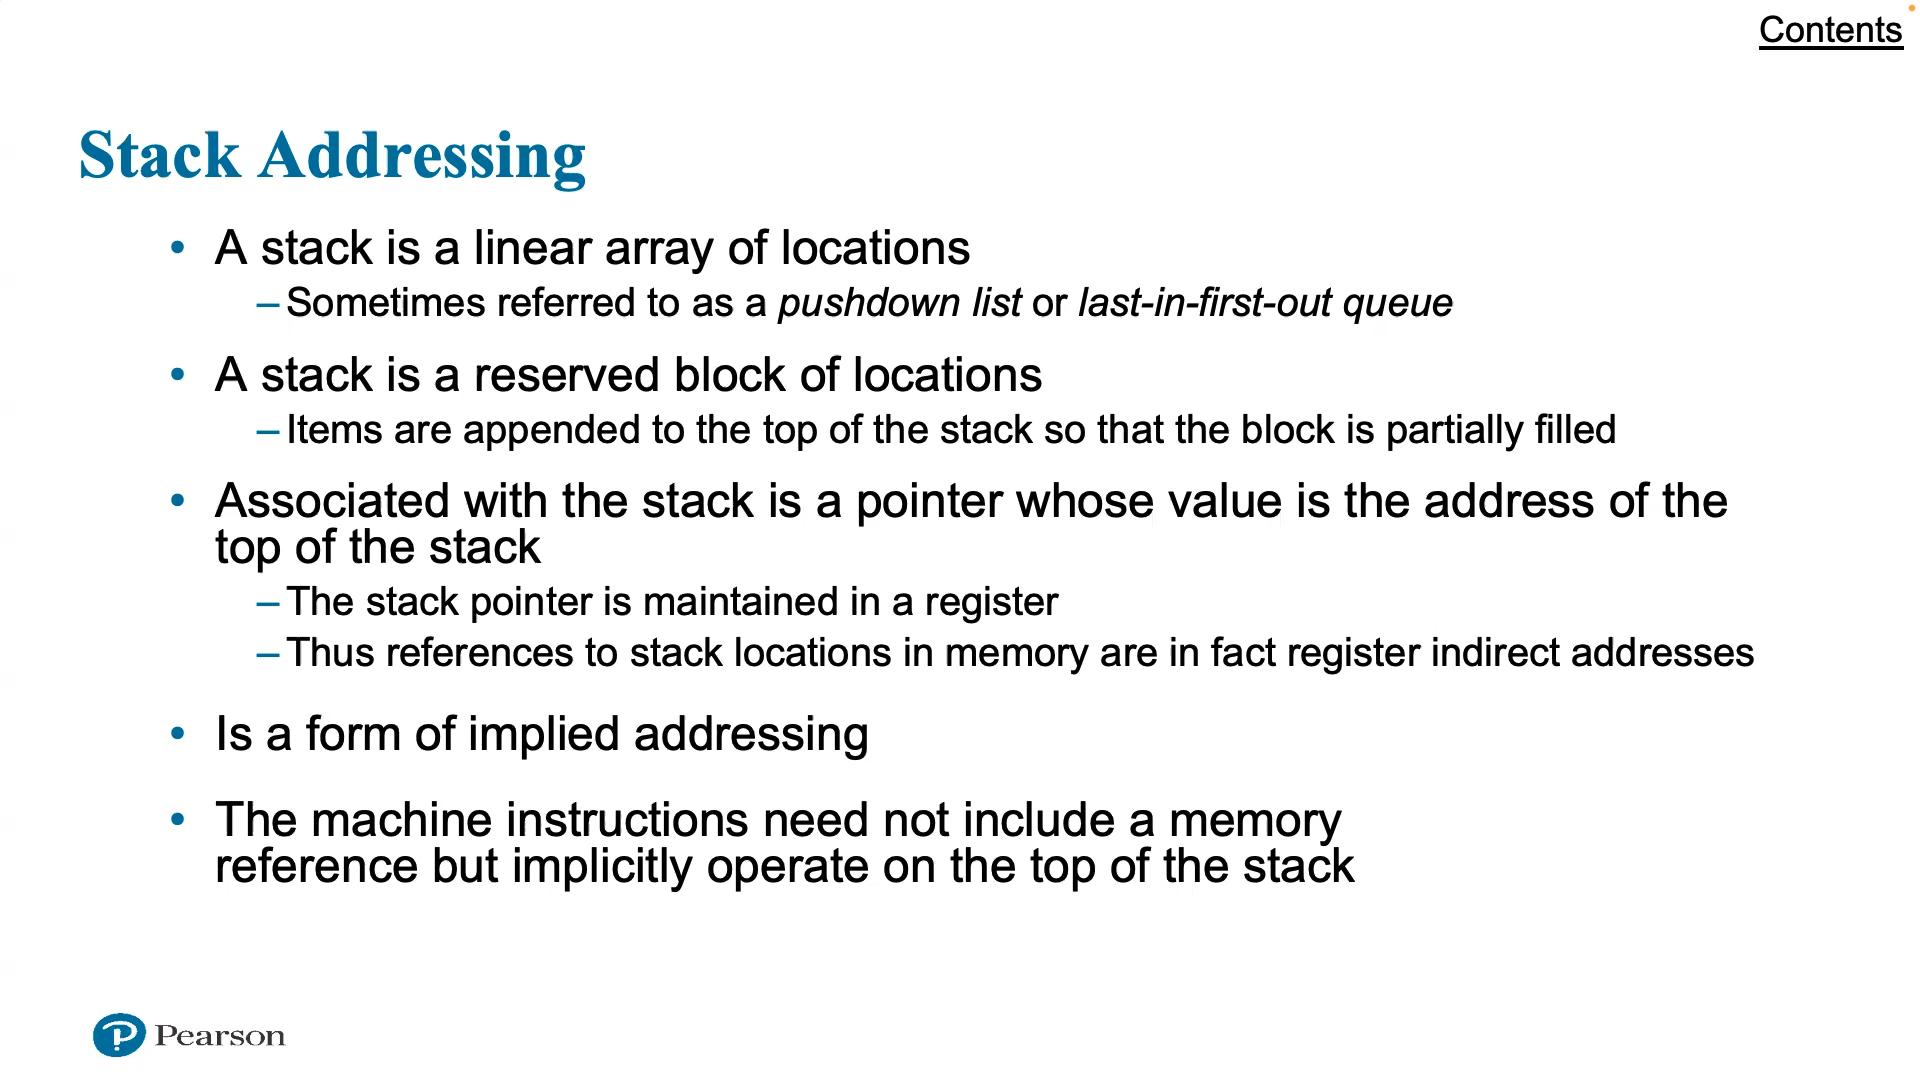 Contents
Stack Addressing
• A stack is a linear array of locations
– Sometimes referred to as a pushdown list or last-in-first-out queue
• A stack is a reserved block of locations
– Items are appended to the top of the stack so that the block is partially filled
• Associated with the stack is a pointer whose value is the address of the
top of the stack
– The stack pointer is maintained in a register
– Thus references to stack locations in memory are in fact register indirect addresses
• Is a form of implied addressing
• The machine instructions need not include a memory
reference but implicitly operate on the top of the stack
Pearson